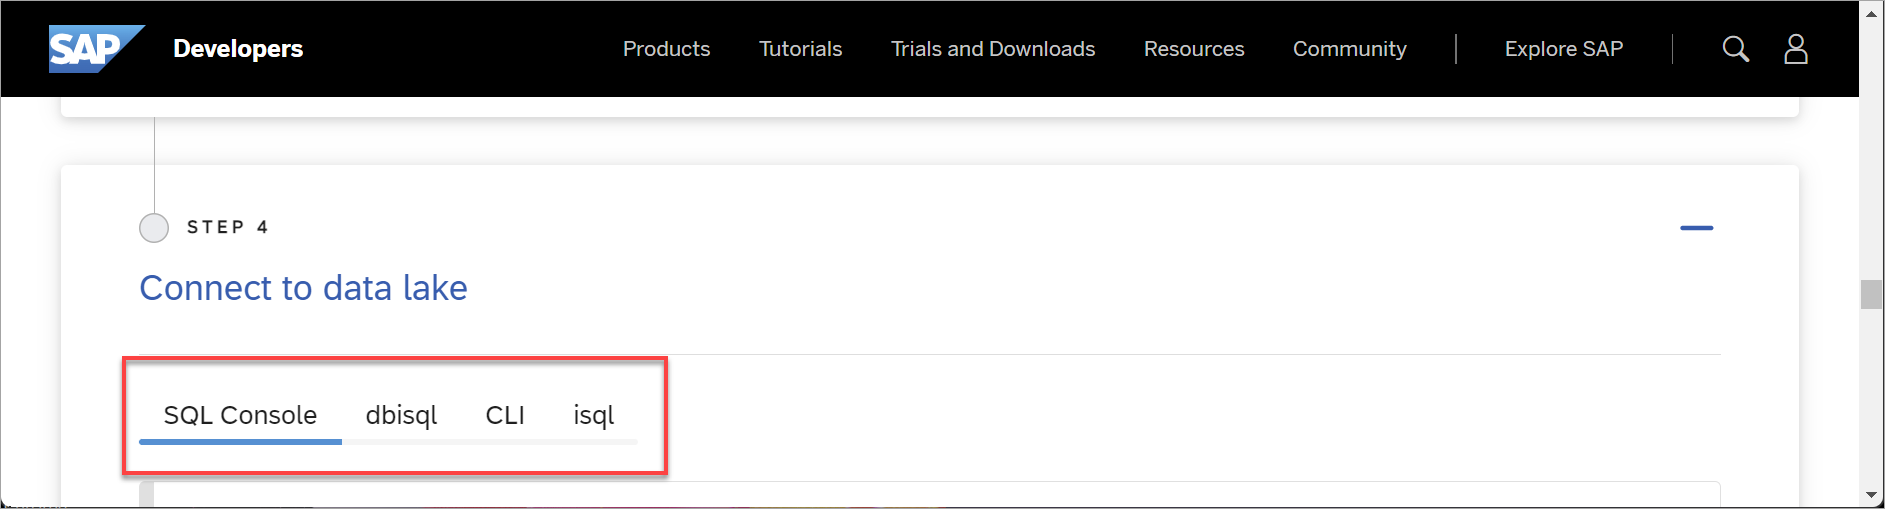 SAP Developers Products Tutorials Trials and Downloads Resources Community Explore SAP
STEP 4
Connect to data lake
SQL Console dbisql CLI isql